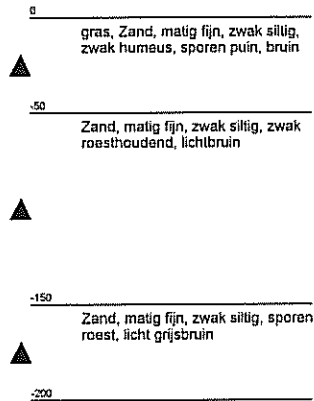 0
gras, Zand, matig fijn, zwak siltig,
zwak humeus, sporen puin, bruin
-50
Zand, matig fijn, zwak siltig, zwak
roesthoudend, lichtbruin
-150
Zand, matig fijn, zwak siltig, sporen
roest, licht grijsbruin
-200